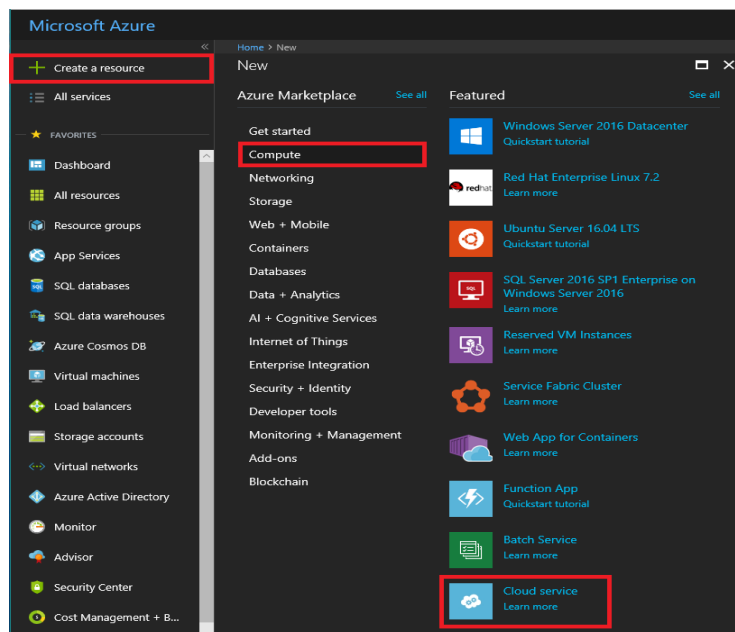 Microsoft Azure
Create a resource
All services
FAVORITES
Dashboard
All resources
Resource groups
App Services
SQL databases
SQL data warehouses
Azure Cosmos DB
Virtual machines
Load balancers
Storage accounts
Virtual networks
Azure Active Directory
Monitor
Advisor
Security Center
Cost Management + B...
Home > New
New
Azure Marketplace See all
Get started
Compute
Networking
Storage
Web + Mobile
Containers
Databases
Data + Analytics
AI + Cognitive Services
Internet of Things
Enterprise Integration
Security + Identity
Developer tools
Monitoring + Management
Add-ons
Blockchain
Featured See all
Windows Server 2016 Datacenter
Quickstart tutorial
redhat
Red Hat Enterprise Linux 7.2
Learn more
Ubuntu Server 16.04 LTS
Quickstart tutorial
SQL
SQL Server 2016 SP1 Enterprise on
Windows Server 2016
Learn more
Reserved VM Instances
Learn more
Service Fabric Cluster
Learn more
Web App for Containers
Learn more
Function App
Quickstart tutorial
Batch Service
Learn more
Cloud service
Learn more